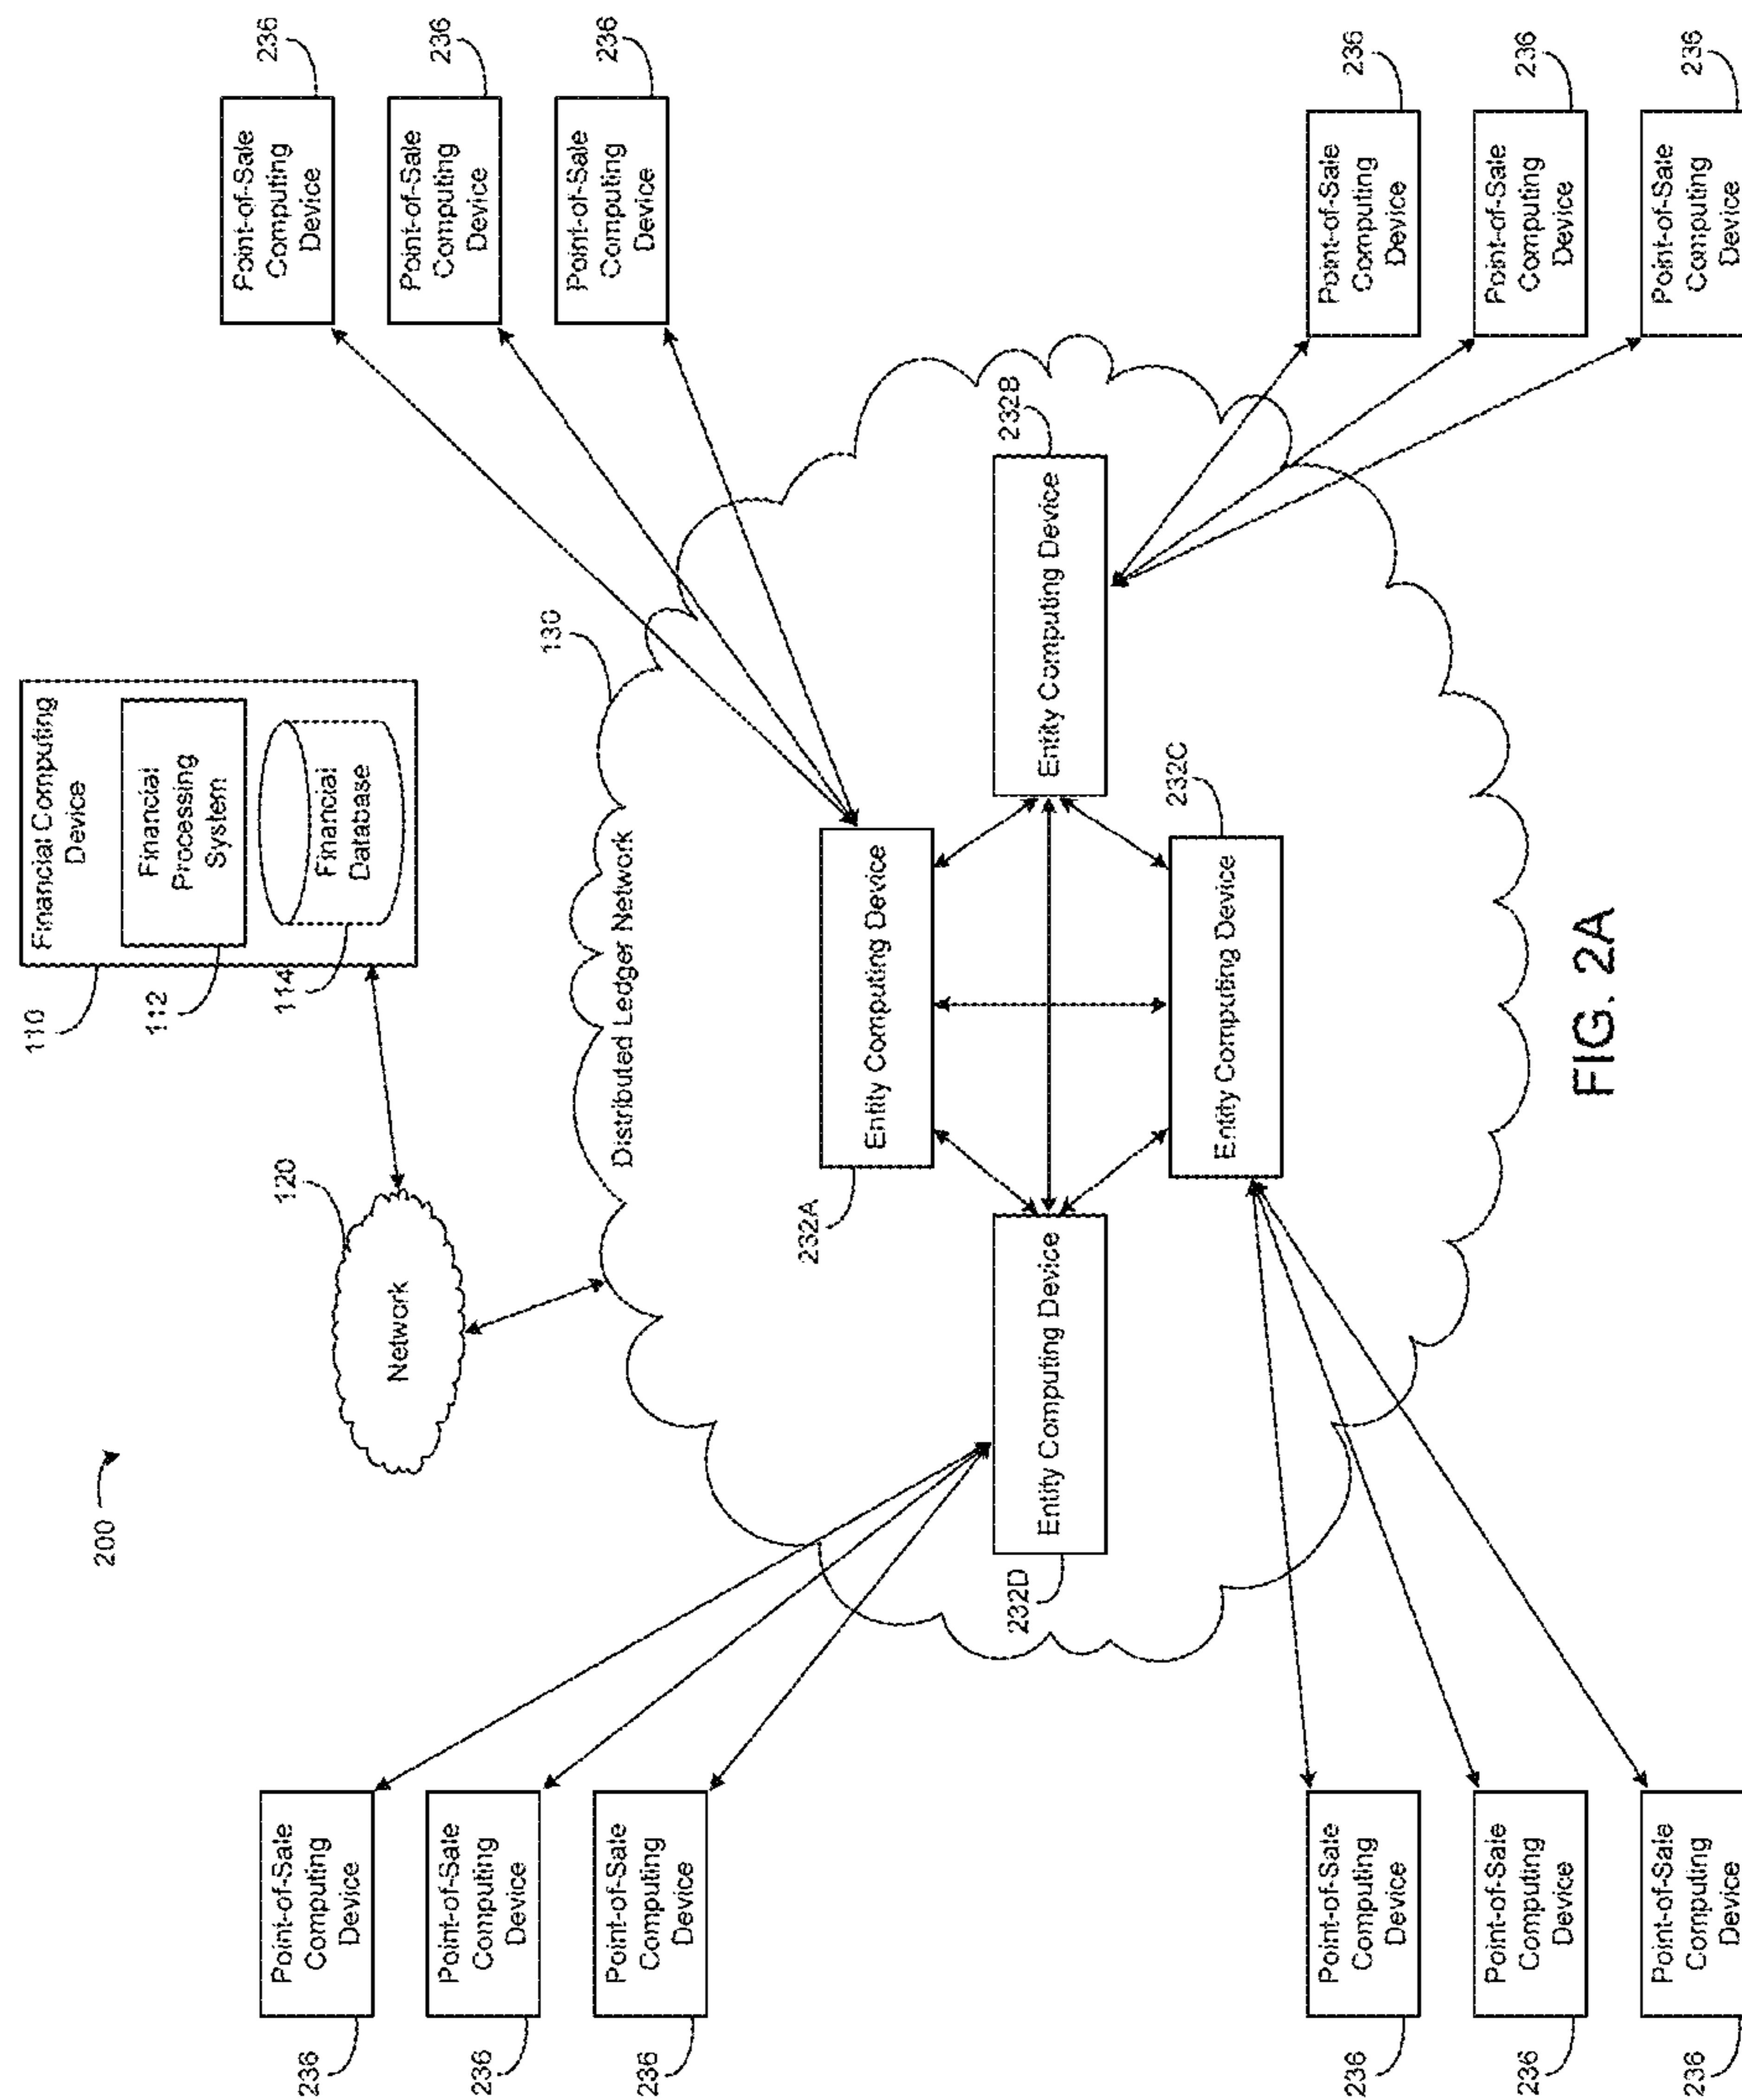 200
110
Financial Computing
Device
112
Financial
Processing
System
114
Financial
Database
120
Network
130
Distributed Ledger Network
232A
Entity Computing Device
232B
Entity Computing Device
232C
Entity Computing Device
232D
Entity Computing Device
236
Point-of-Sale
Computing
Device
236
Point-of-Sale
Computing
Device
236
Point-of-Sale
Computing
Device
Point-of-Sale
Computing
Device
236
Point-of-Sale
Computing
Device
236
Point-of-Sale
Computing
Device
236
236
Point-of-Sale
Computing
Device
236
Point-of-Sale
Computing
Device
236
Point-of-Sale
Computing
Device
Point-of-Sale
Computing
Device
236
Point-of-Sale
Computing
Device
236
Point-of-Sale
Computing
Device
236
FIG. 2A